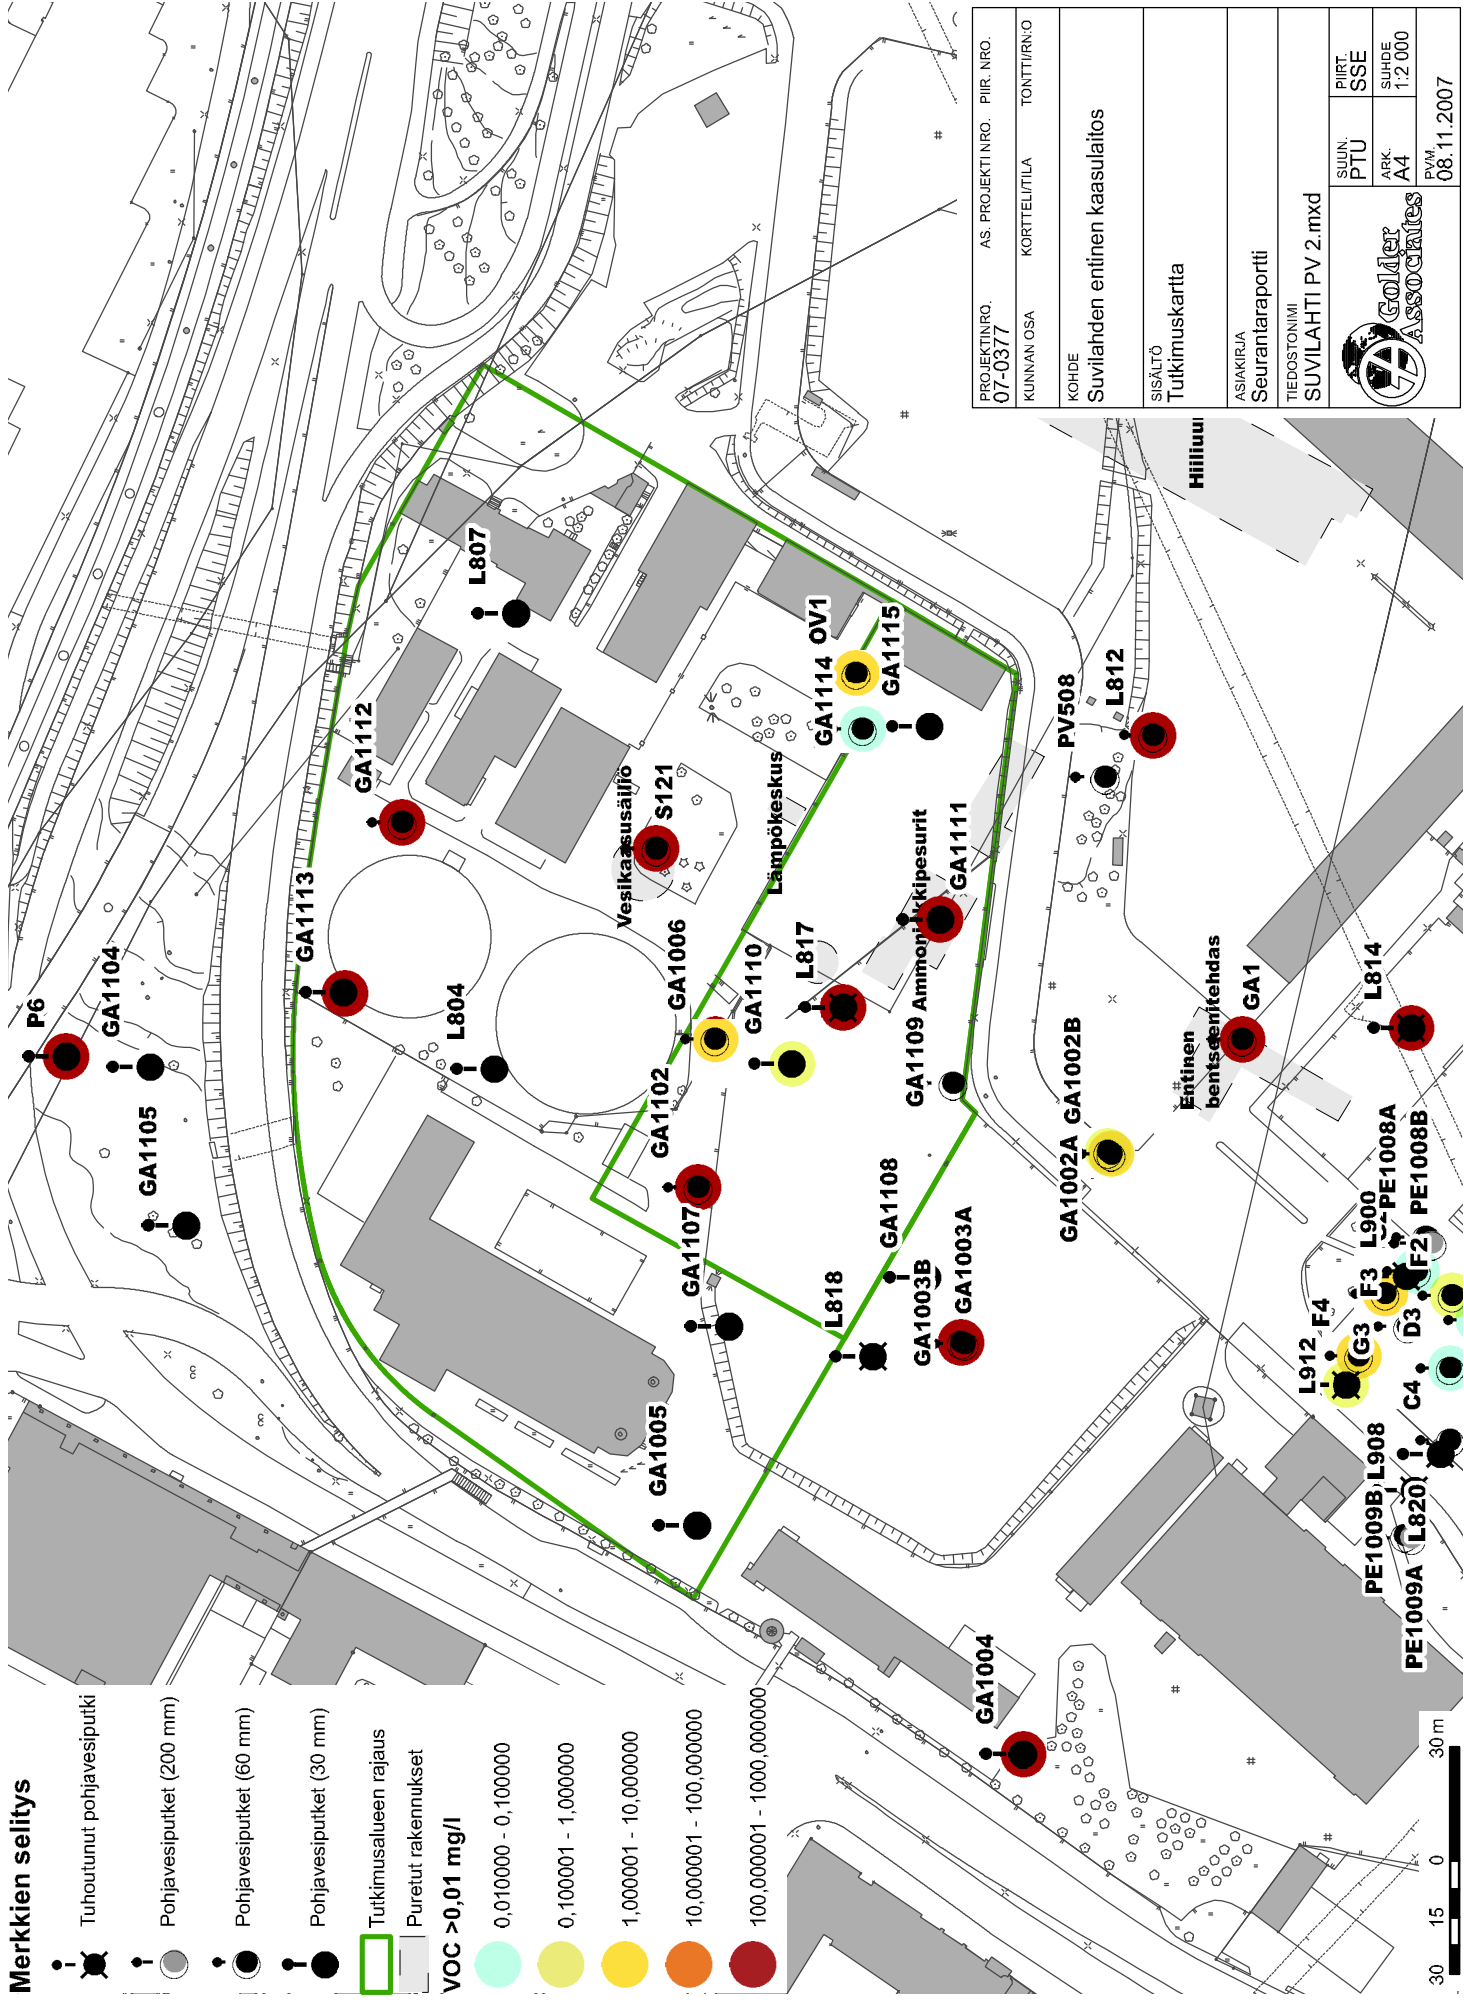 Merkkien selitys
Tuhoutunut pohjavesiputki
Pohjavesiputket (200 mm)
Pohjavesiputket (60 mm)
Pohjavesiputket (30 mm)
Tutkimusalueen rajaus
Puretut rakennukset
VOC >0,01 mg/l
0,010000 - 0,100000
0,100001 - 1,000000
1,000001 - 10,000000
10,000001 - 100,000000
100,000001 - 1000,000000
P6
GA1104
GA1105
GA1113
GA1112
L807
L804
Vesikaasusäiliö
S121
GA1006
GA1110
GA1102
GA1107
GA1005
Lämpökeskus
L817
OV1
GA1114
GA1115
Ammoniakkipesurit
GA1111
GA1109
GA1108
L818
GA1003B
GA1003A
GA1004
PV508
L812
GA1002B
GA1002A
Entinen
bentseenitehdas
GA1
L814
PE1008A
PE1008B
L900
F2
F3
F4
G3
D3
C4
L912
L908
L820
PE1009B
PE1009A
30 15 0 30 m
PROJEKTINRO.
07-0377
AS. PROJEKTI NRO.
PIIR. NRO.
KUNNAN OSA
KORTTELI/TILA
TONTTI/RN:O
KOHDE
Suvilahden entinen kaasulaitos
SISÄLTÖ
Tutkimuskartta
ASIAKIRJA
Seurantaraportti
TIEDOSTONIMI
SUVILAHTI PV 2.mxd
Golder
Associates
SUUN.
PTU
PIIRT.
SSE
ARK.
A4
SUHDE
1:2 000
PVM.
08.11.2007